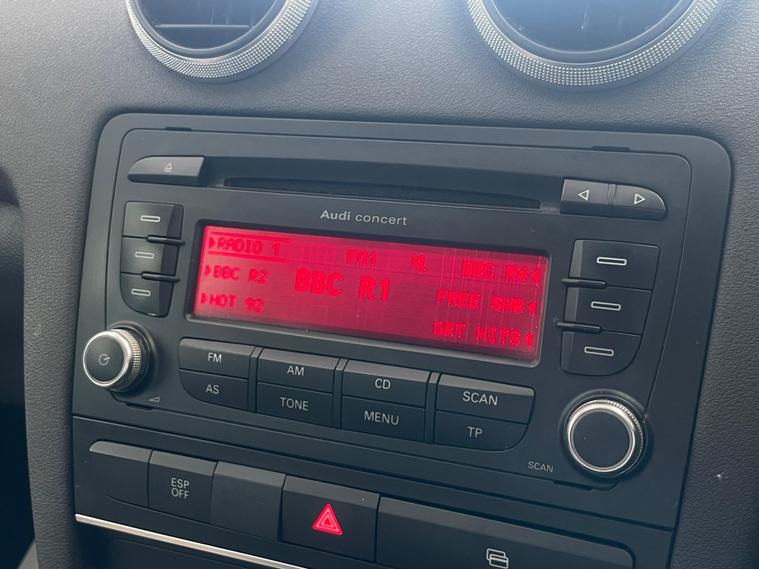 Audi concert
RADIO 1
FM
BBC R4
BBC R2
BBC R1
FREE SHR
HOT 92
GRT HITS
FM
AM
CD
SCAN
AS
TONE
MENU
TP
SCAN
ESP
OFF